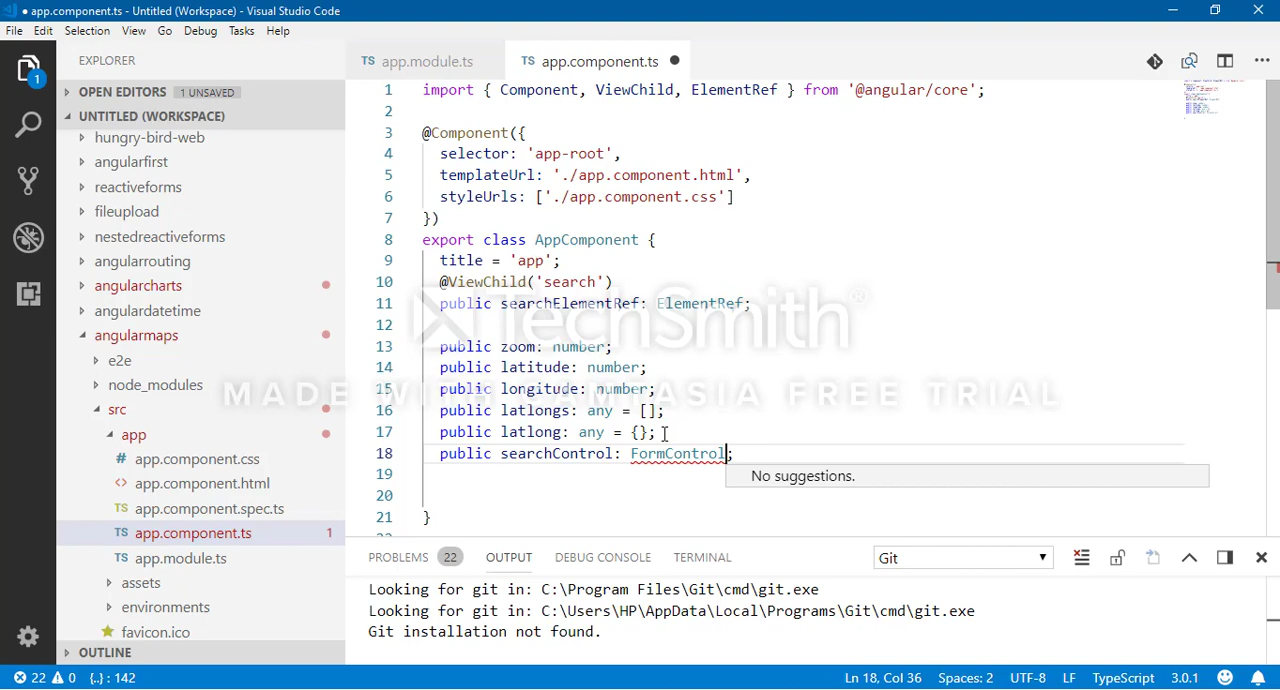 app.component.ts - Untitled (Workspace) - Visual Studio Code
File Edit Selection View Go Debug Tasks Help
1
EXPLORER
OPEN EDITORS 1 UNSAVED
UNTITLED (WORKSPACE)
hungry-bird-web
angularfirst
reactiveforms
fileupload
nestedreactiveforms
angularrouting
angularcharts
angulardatetime
angularmaps
e2e
node_modules
src
app
# app.component.css
<> app.component.html
TS app.component.spec.ts
TS app.component.ts 1
TS app.module.ts
assets
environments
favicon.ico
OUTLINE
TS app.module.ts
TS app.component.ts
1 import { Component, ViewChild, ElementRef } from '@angular/core';
2
3 @Component({
4 selector: 'app-root',
5 templateUrl: './app.component.html',
6 styleUrls: ['./app.component.css']
7 })
8 export class AppComponent {
9 title = 'app';
10 @ViewChild('search')
11 public searchElementRef: ElementRef;
12
13 public zoom: number;
14 public latitude: number;
15 public longitude: number;
16 public latlongs: any = [];
17 public latlong: any = {};
18 public searchControl: FormControl;
19
20
21 }
No suggestions.
TechSmith®
MADE WITH CAMTASIA FREE TRIAL
PROBLEMS 22 OUTPUT DEBUG CONSOLE TERMINAL Git
Looking for git in: C:\Program Files\Git\cmd\git.exe
Looking for git in: C:\Users\HP\AppData\Local\Programs\Git\cmd\git.exe
Git installation not found.
22 0 {..} : 142 Ln 18, Col 36 Spaces: 2 UTF-8 LF TypeScript 3.0.1